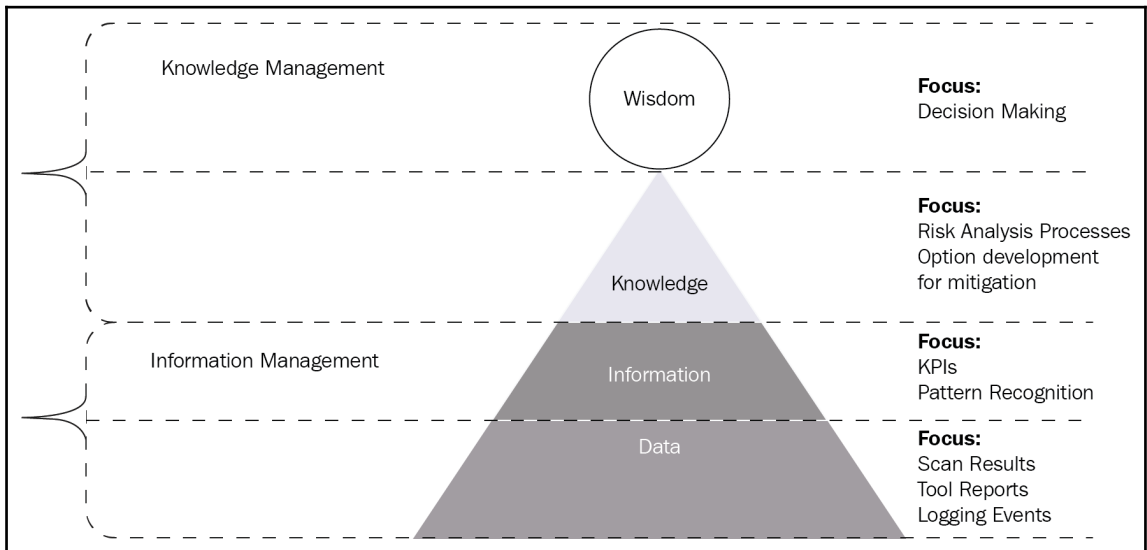 Knowledge Management
Wisdom
Focus:
Decision Making
Knowledge
Focus:
Risk Analysis Processes
Option development
for mitigation
Information Management
Information
Focus:
KPIs
Pattern Recognition
Data
Focus:
Scan Results
Tool Reports
Logging Events